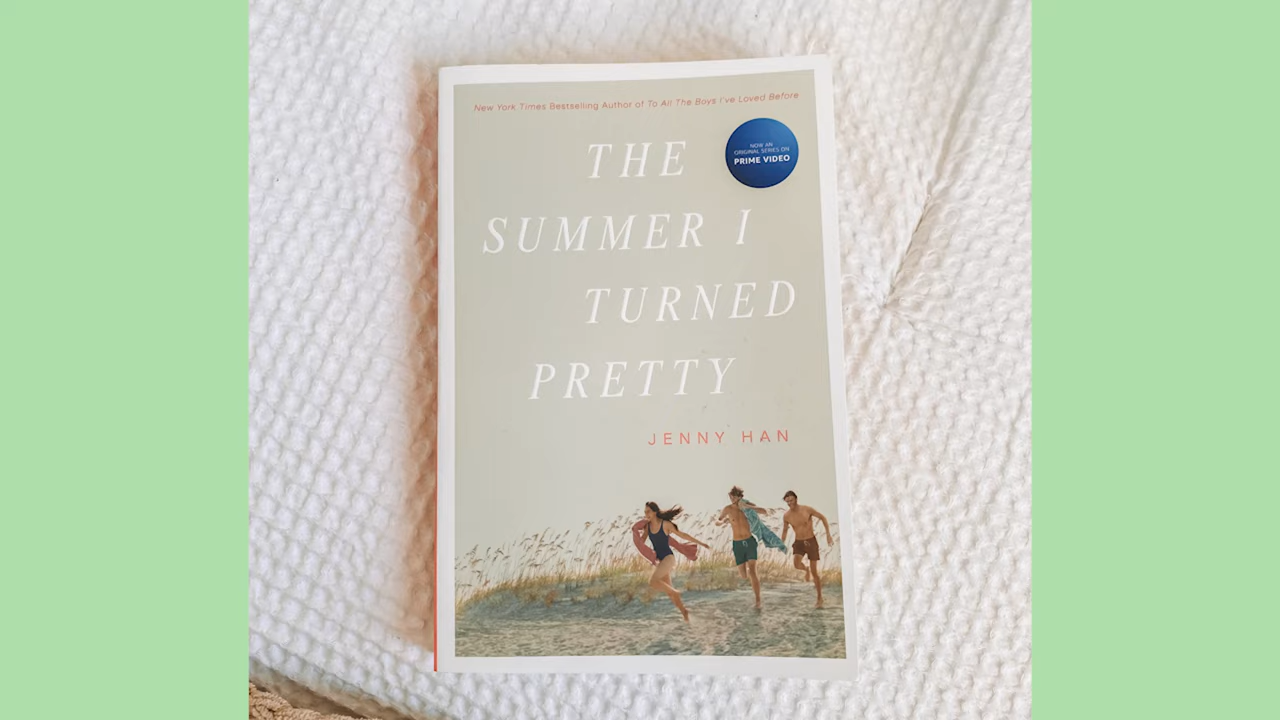 New York Times Bestselling Author of To All The Boys I've Loved Before
NOW AN
ORIGINAL SERIES ON
PRIME VIDEO
THE
SUMMER I
TURNED
PRETTY
JENNY HAN